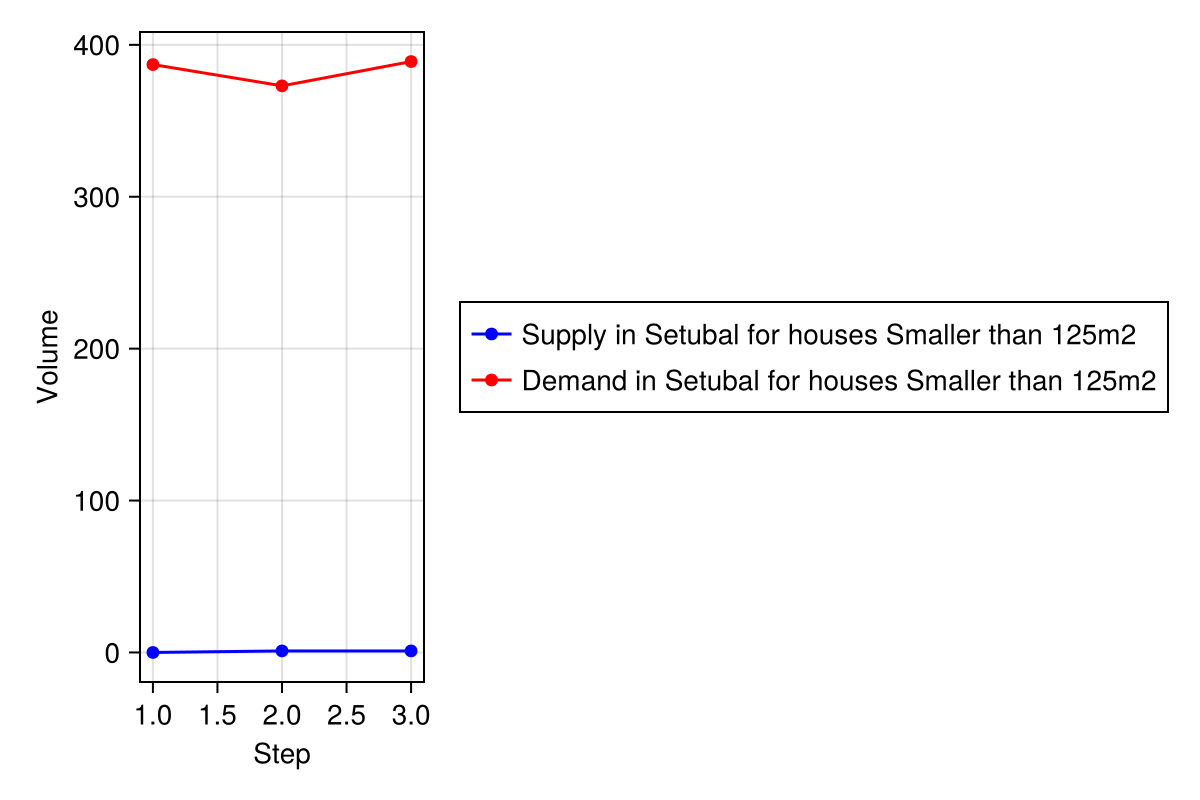 400
300
200
100
0
Volume
1.0 1.5 2.0 2.5 3.0
Step
Supply in Setubal for houses Smaller than 125m2
Demand in Setubal for houses Smaller than 125m2